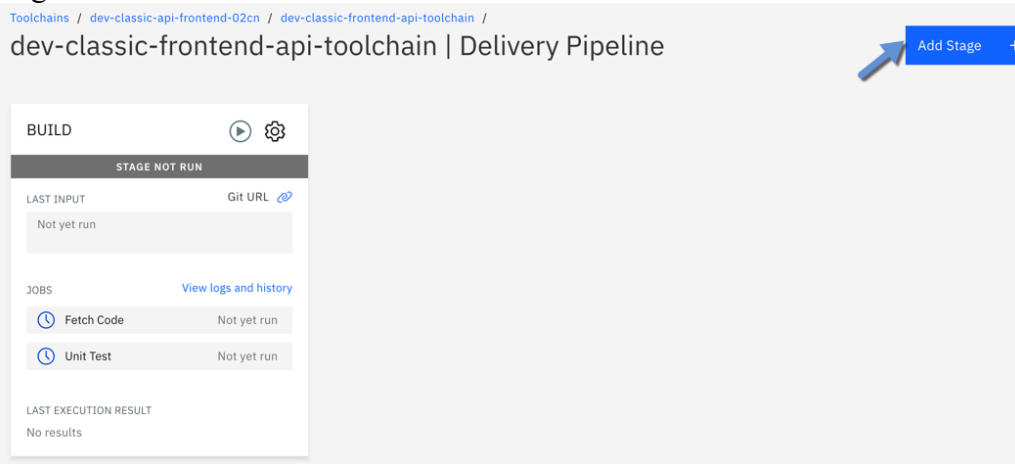 Toolchains / dev-classic-api-frontend-02cn / dev-classic-frontend-api-toolchain /
dev-classic-frontend-api-toolchain | Delivery Pipeline
Add Stage +
BUILD
STAGE NOT RUN
LAST INPUT Git URL
Not yet run
JOBS View logs and history
Fetch Code Not yet run
Unit Test Not yet run
LAST EXECUTION RESULT
No results